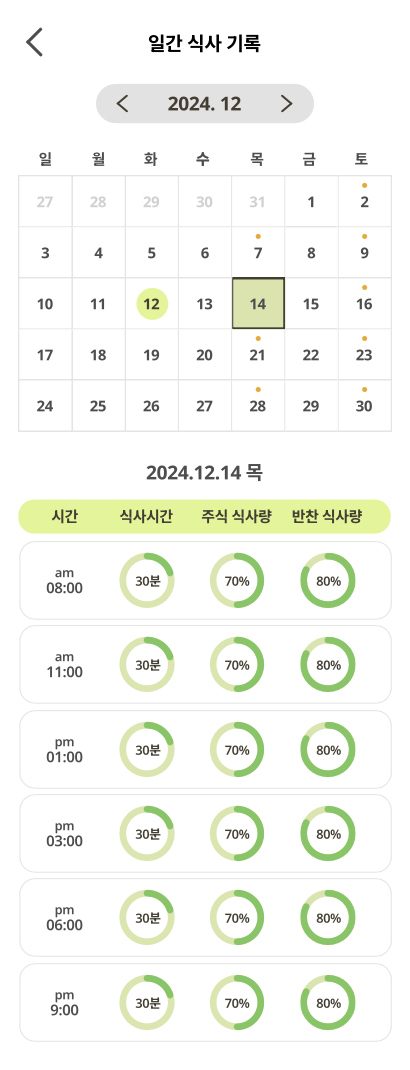 일간 식사 기록
2024. 12
일 월 화 수 목 금 토
27 28 29 30 31 1 2
3 4 5 6 7 8 9
10 11 12 13 14 15 16
17 18 19 20 21 22 23
24 25 26 27 28 29 30
2024.12.14 목
시간 식사시간 주식 식사량 반찬 식사량
am
08:00 30분 70% 80%
am
11:00 30분 70% 80%
pm
01:00 30분 70% 80%
pm
03:00 30분 70% 80%
pm
06:00 30분 70% 80%
pm
9:00 30분 70% 80%